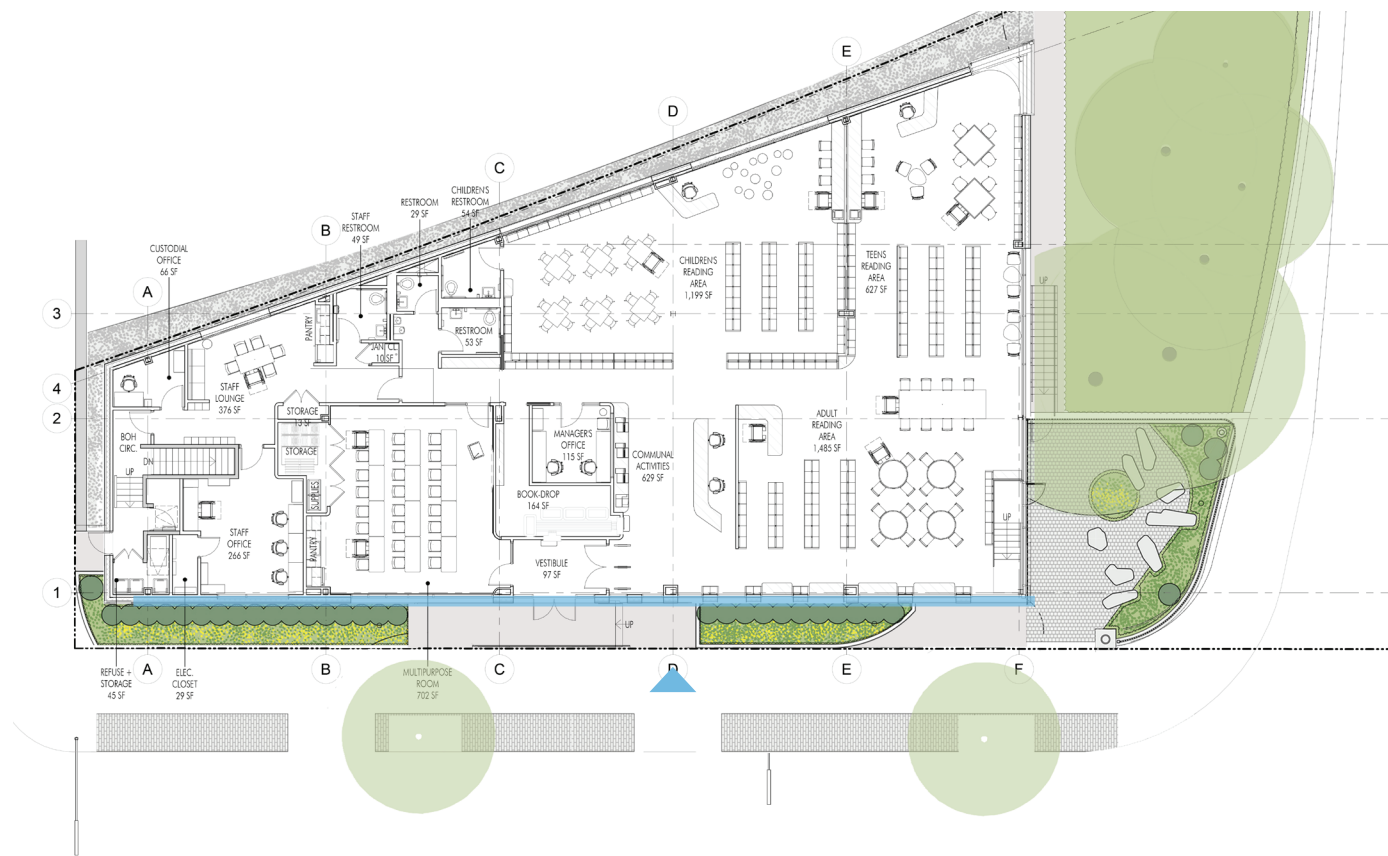 E
D
C
CHILDREN'S
RESTROOM
54 SF
RESTROOM
29 SF
STAFF
RESTROOM
49 SF
B
CUSTODIAL
OFFICE
66 SF
A
CHILDREN'S
READING
AREA
1,199 SF
TEENS
READING
AREA
627 SF
UP
3
PANTRY
RESTROOM
53 SF
JAN. CL.
10 SF
4
STAFF
LOUNGE
376 SF
2
STORAGE
13 SF
BOH
CIRC.
STORAGE
DN
UP
SUPPLIES
MANAGER'S
OFFICE
115 SF
COMMUNAL
ACTIVITIES
629 SF
ADULT
READING
AREA
1,485 SF
BOOK-DROP
164 SF
UP
STAFF
OFFICE
266 SF
PANTRY
VESTIBULE
97 SF
1
UP
REFUSE +
STORAGE
45 SF
A
ELEC.
CLOSET
29 SF
B
MULTIPURPOSE
ROOM
702 SF
C
D
E
F